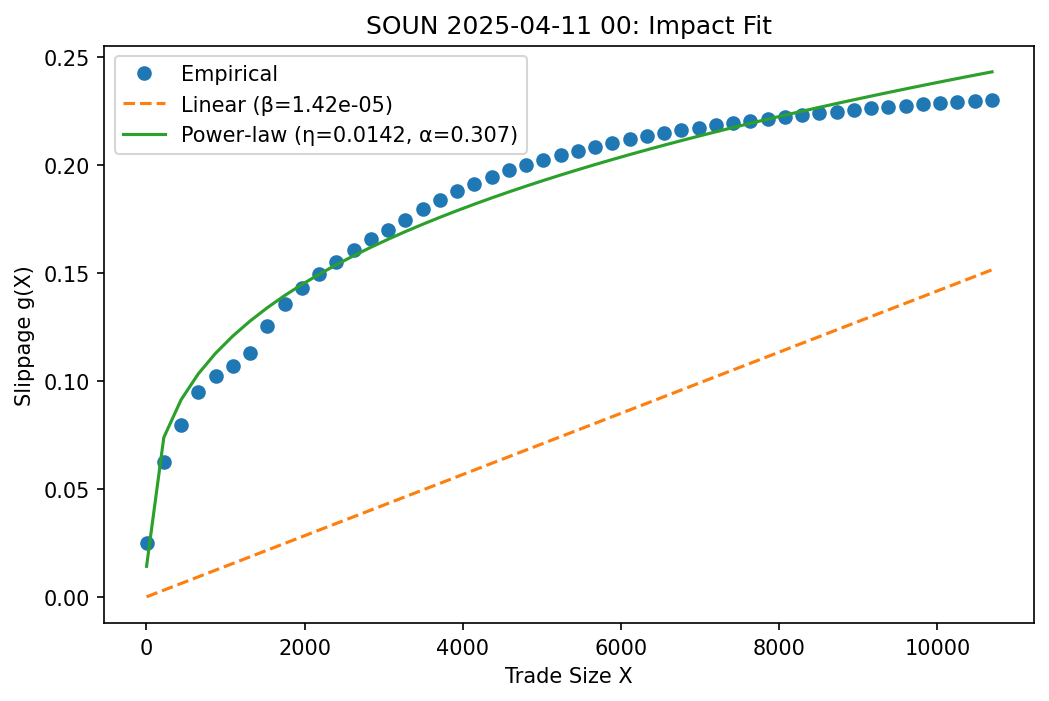 SOUN 2025-04-11 00: Impact Fit
Empirical
Linear (β=1.42e-05)
Power-law (η=0.0142, α=0.307)
0.25
0.20
0.15
0.10
0.05
0.00
Slippage g(X)
0 2000 4000 6000 8000 10000
Trade Size X